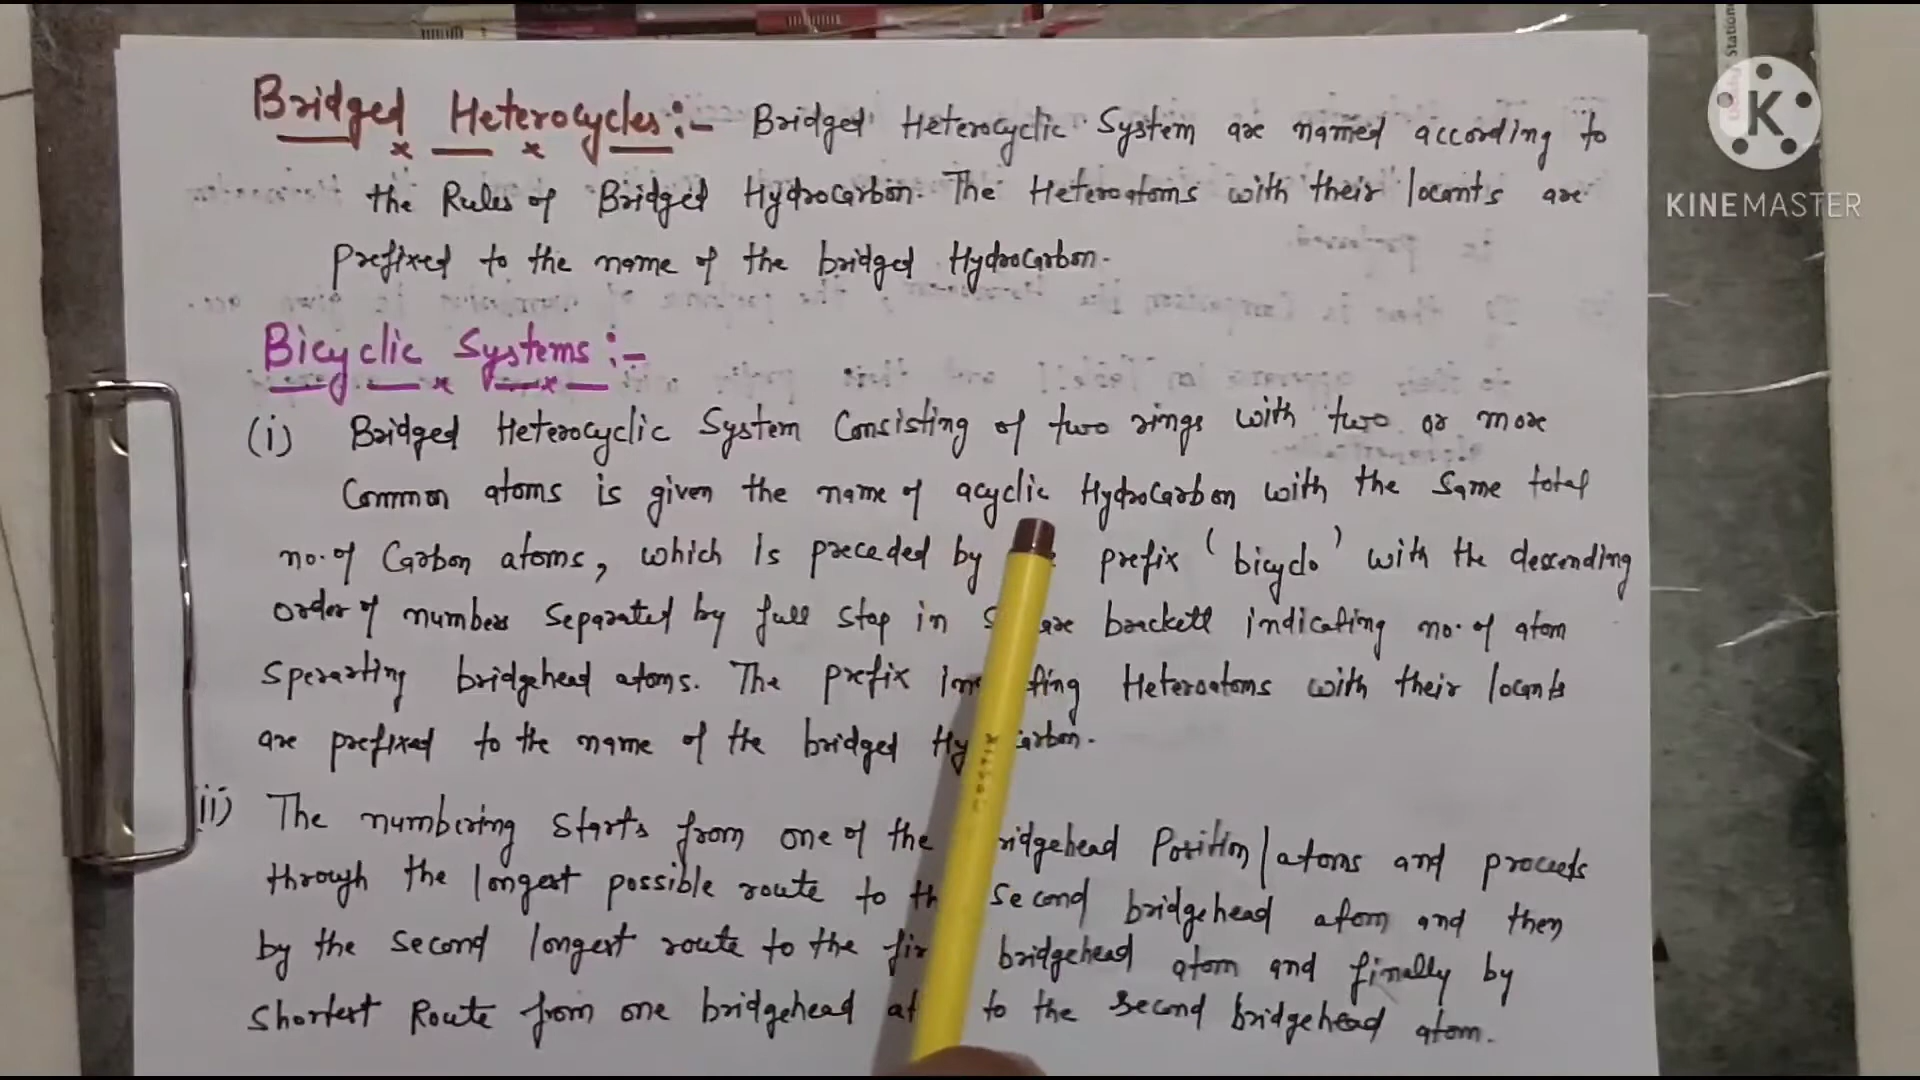 Bridged Heterocycles :- Bridged Heterocyclic System are named according to
the Rules of Bridged Hydrocarbon. The Heteroatoms with their locants are
prefixed to the name of the bridged Hydrocarbon.
Bicyclic Systems :-
(i) Bridged Heterocyclic System Consisting of two rings with two or more
Common atoms is given the name of acyclic Hydrocarbon with the Same total
no. of Carbon atoms, which is preceded by prefix 'bicyclo' with the descending
order of numbers Separated by full stop in brackett indicating no. of atom
Sperarting bridgehead atoms. The prefix Heteroatoms with their locants
are prefixed to the name of the bridged
ii) The numbering Starts from one of the Position/atoms and proceeds
through the longest possible route to Second bridgehead atom and then
by the second longest route to the bridgehead atom and finally by
Shortest Route from one bridgehead to the second bridgehead atom.
K
KINEMASTER
Station